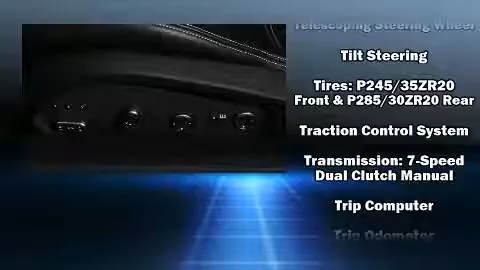 Telescoping Steering Wheel
Tilt Steering
Tires: P245/35ZR20
Front & P285/30ZR20 Rear
Traction Control System
Transmission: 7-Speed
Dual Clutch Manual
Trip Computer
Trip Odometer